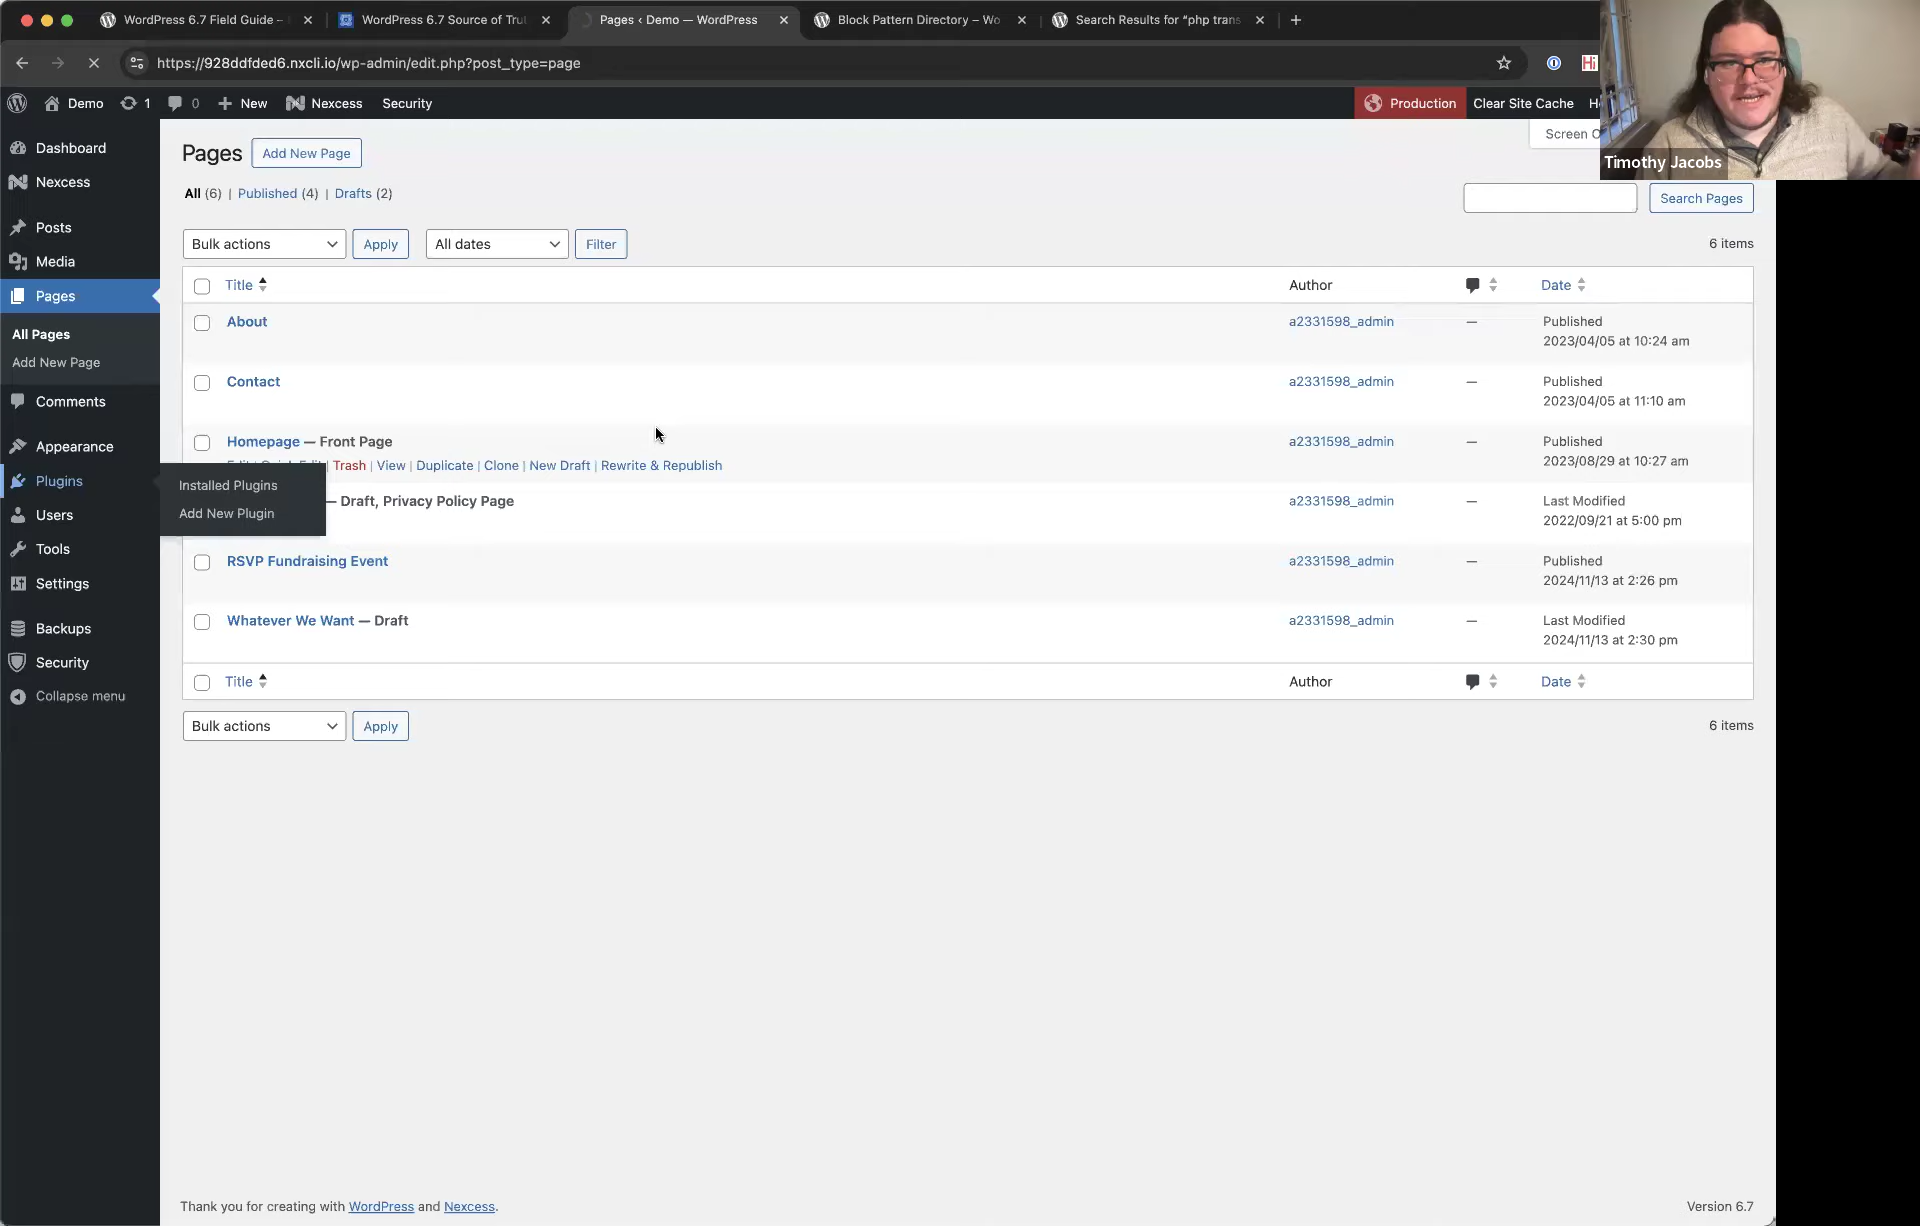 WordPress 6.7 Field Guide –
WordPress 6.7 Source of Tru
Pages ‹ Demo — WordPress
Block Pattern Directory – Wo
Search Results for “php trans
https://928ddfded6.nxcli.io/wp-admin/edit.php?post_type=page
Hi
Demo
1
0
New
Nexcess
Security
Production
Clear Site Cache
Timothy Jacobs
Dashboard
Nexcess
Posts
Media
Pages
All Pages
Add New Page
Comments
Appearance
Plugins
Installed Plugins
Add New Plugin
Users
Tools
Settings
Backups
Security
Collapse menu
Pages
Add New Page
Screen O
All (6) | Published (4) | Drafts (2)
Search Pages
Bulk actions
Apply
All dates
Filter
6 items
Title
Author
Date
About
a2331598_admin
—
Published
2023/04/05 at 10:24 am
Contact
a2331598_admin
—
Published
2023/04/05 at 11:10 am
Homepage — Front Page
Trash | View | Duplicate | Clone | New Draft | Rewrite & Republish
a2331598_admin
—
Published
2023/08/29 at 10:27 am
— Draft, Privacy Policy Page
a2331598_admin
—
Last Modified
2022/09/21 at 5:00 pm
RSVP Fundraising Event
a2331598_admin
—
Published
2024/11/13 at 2:26 pm
Whatever We Want — Draft
a2331598_admin
—
Last Modified
2024/11/13 at 2:30 pm
Title
Author
Date
Bulk actions
Apply
6 items
Thank you for creating with WordPress and Nexcess.
Version 6.7